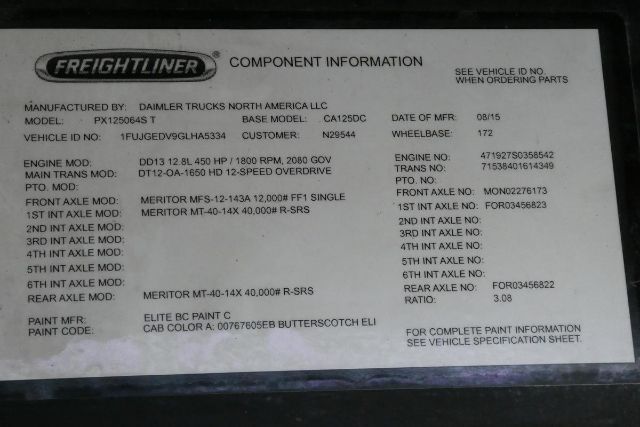 FREIGHTLINER® COMPONENT INFORMATION
SEE VEHICLE ID NO
WHEN ORDERING PARTS
MANUFACTURED BY: DAIMLER TRUCKS NORTH AMERICA LLC
MODEL: PX125064S T BASE MODEL: CA125DC DATE OF MFR: 08/15
VEHICLE ID NO: 1FUJGEDV9GLHA5334 CUSTOMER: N29544 WHEELBASE: 172
ENGINE MOD: DD13 12.8L 450 HP / 1800 RPM, 2080 GOV ENGINE NO: 471927S0358542
MAIN TRANS MOD: DT12-OA-1650 HD 12-SPEED OVERDRIVE TRANS NO: 71538401614349
PTO. MOD: PTO. NO:
FRONT AXLE MOD: MERITOR MFS-12-143A 12,000# FF1 SINGLE FRONT AXLE NO: MON02276173
1ST INT AXLE MOD: MERITOR MT-40-14X 40,000# R-SRS 1ST INT AXLE NO: FOR03456823
2ND INT AXLE MOD: 2ND INT AXLE NO:
3RD INT AXLE MOD: 3RD INT AXLE NO:
4TH INT AXLE MOD: 4TH INT AXLE NO:
5TH INT AXLE MOD: 5TH INT AXLE NO:
6TH INT AXLE MOD: 6TH INT AXLE NO:
REAR AXLE MOD: MERITOR MT-40-14X 40,000# R-SRS REAR AXLE NO: FOR03456822
RATIO: 3.08
PAINT MFR: ELITE BC PAINT C
PAINT CODE: CAB COLOR A: 00767605EB BUTTERSCOTCH ELI
FOR COMPLETE PAINT INFORMATION
SEE VEHICLE SPECIFICATION SHEET.